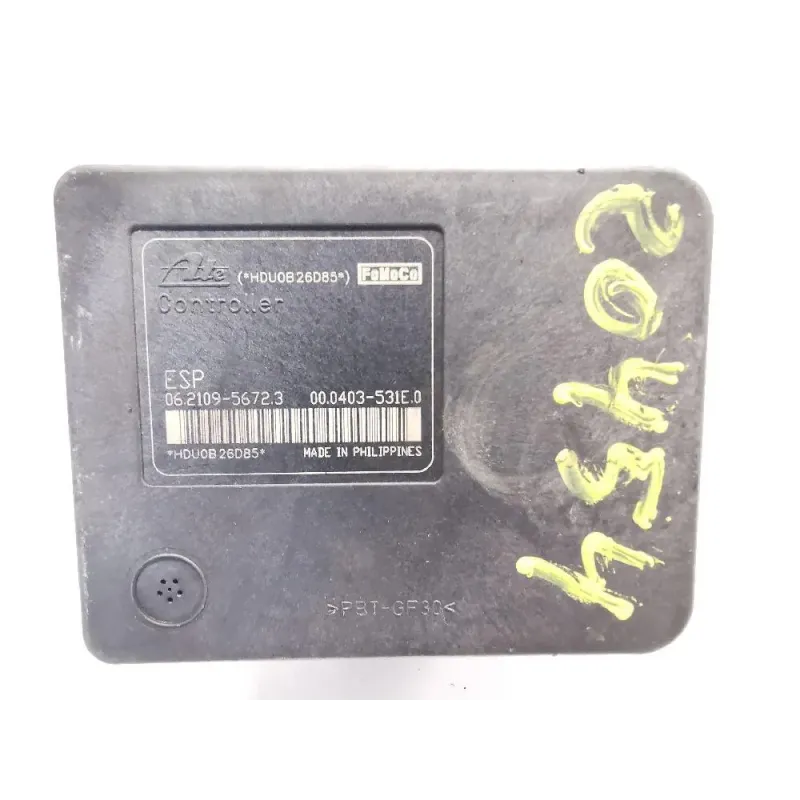 Ate (*HDU0B26D85*) FoMoCo
Controller
ESP
06.2109-5672.3 00.0403-531E.0
*HDU0B26D85* MADE IN PHILIPPINES
>PBT-GF30<
20454